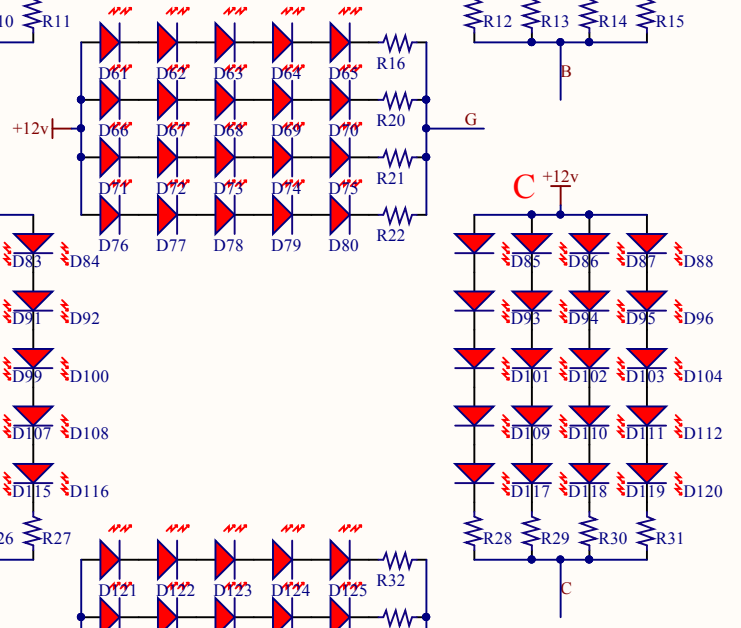 10 R11 R12 R13 R14 R15
D61 D62 D63 D64 D65 R16
B
D66 D67 D68 D69 D70 R20
+12v G
D71 D72 D73 D74 D75 R21
C +12v
D76 D77 D78 D79 D80 R22
D83 D84 D85 D86 D87 D88
D91 D92 D93 D94 D95 D96
D99 D100 D101 D102 D103 D104
D107 D108 D109 D110 D111 D112
D115 D116 D117 D118 D119 D120
26 R27 R28 R29 R30 R31
R32
D121 D122 D123 D124 D125 C